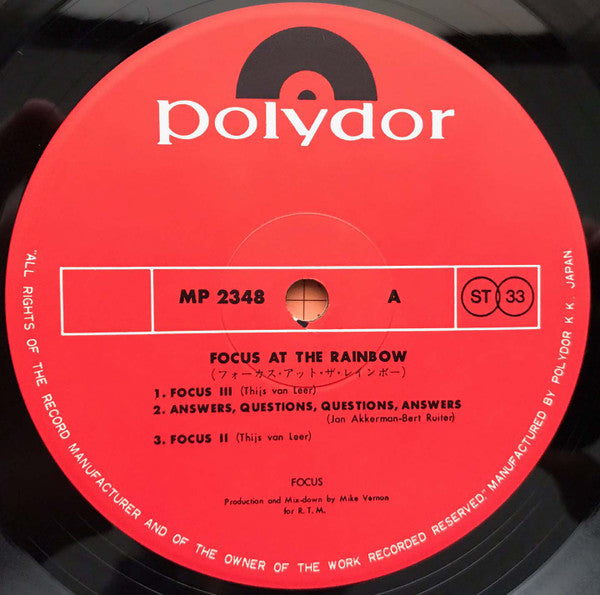 polydor
MP 2348 A ST 33
FOCUS AT THE RAINBOW
(フォーカス・アット・ザ・レインボー)
1. FOCUS III (Thijs van Leer)
2. ANSWERS, QUESTIONS, QUESTIONS, ANSWERS
(Jan Akkerman-Bert Ruiter)
3. FOCUS II (Thijs van Leer)
FOCUS
Production and Mix-down by Mike Vernon
for R. T. M.
"ALL RIGHTS OF THE RECORD MANUFACTURER AND OF THE OWNER OF THE WORK RECORDED RESERVED" MANUFACTURED BY POLYDOR K.K. JAPAN